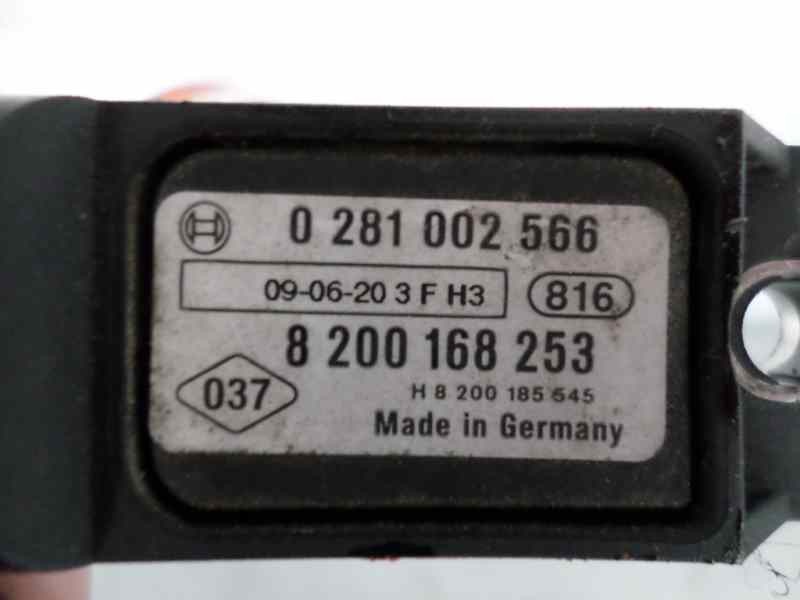 0 281 002 566
09-06-20 3 F H3
816
8 200 168 253
037
H 8 200 185 545
Made in Germany